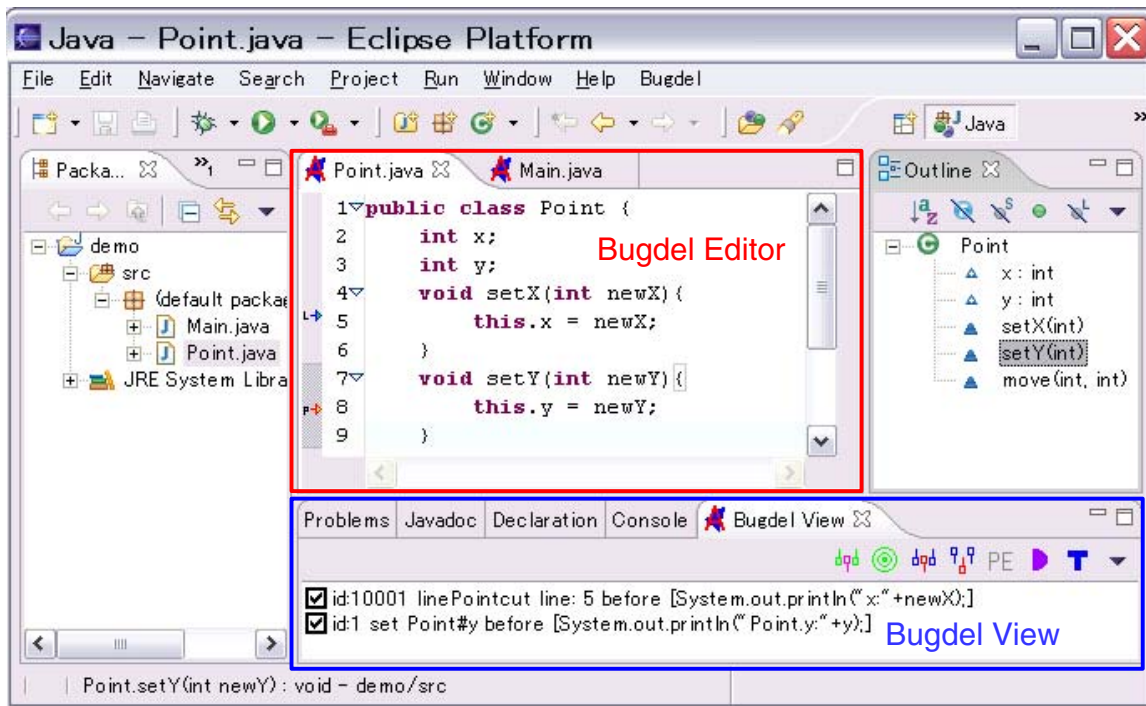 Java - Point.java - Eclipse Platform
File Edit Navigate Search Project Run Window Help Bugdel
Java »
Packa... »1
Point.java
Main.java
Outline
demo
src
(default packag
Main.java
Point.java
JRE System Libra
1 public class Point {
2 int x;
3 int y;
4 void setX(int newX){
5 this.x = newX;
6 }
7 void setY(int newY){
8 this.y = newY;
9 }
Bugdel Editor
Point
x : int
y : int
setX(int)
setY(int)
move(int, int)
Problems Javadoc Declaration Console Bugdel View
PE
id:10001 linePointcut line: 5 before [System.out.println("x:"+newX);]
id:1 set Point#y before [System.out.println("Point.y:"+y);]
Bugdel View
Point.setY(int newY) : void - demo/src